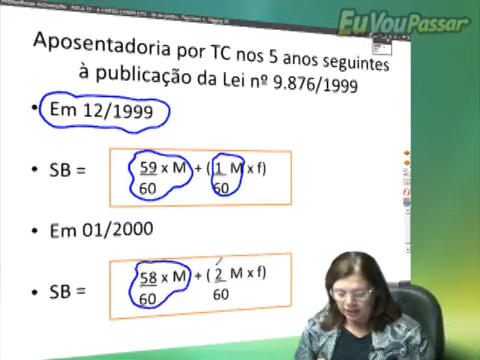 EuVouPassar
Aposentadoria por TC nos 5 anos seguintes
à publicação da Lei nº 9.876/1999
• Em 12/1999
• SB = 59 x M + ( 1 M x f)
60 60
• Em 01/2000
• SB = 58 x M + ( 2 M x f)
60 60